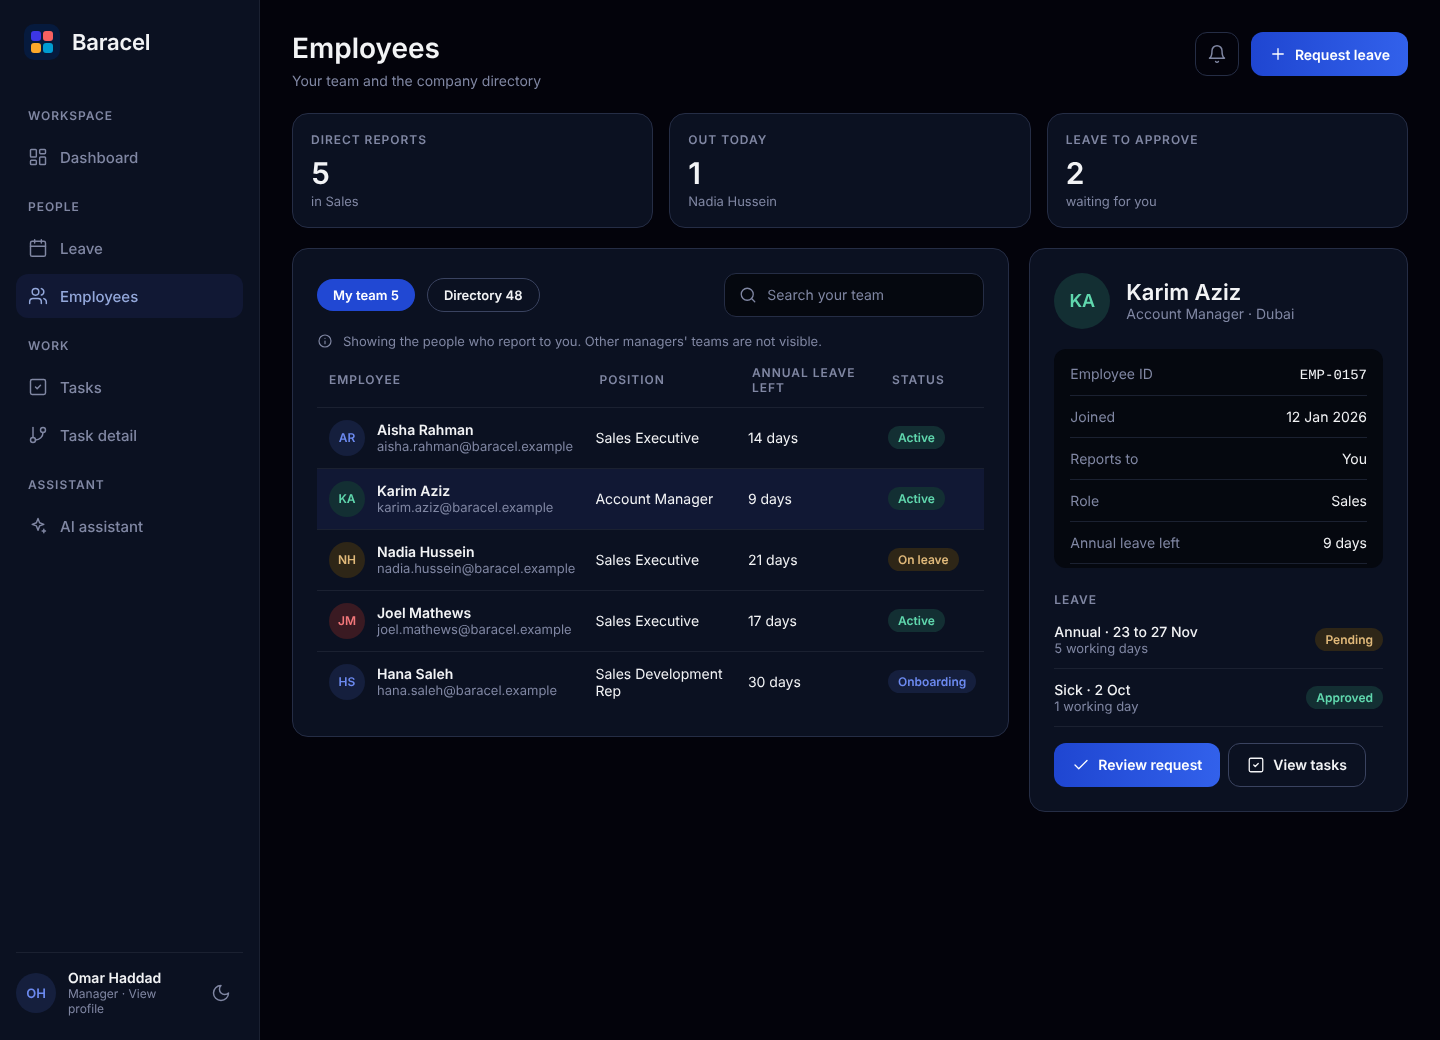 Baracel
WORKSPACE
Dashboard
PEOPLE
Leave
Employees
WORK
Tasks
Task detail
ASSISTANT
AI assistant
OH
Omar Haddad
Manager · View
profile
Employees
Your team and the company directory
Request leave
DIRECT REPORTS
5
in Sales
OUT TODAY
1
Nadia Hussein
LEAVE TO APPROVE
2
waiting for you
My team 5
Directory 48
Search your team
Showing the people who report to you. Other managers' teams are not visible.
EMPLOYEE
POSITION
ANNUAL LEAVE
LEFT
STATUS
AR
Aisha Rahman
aisha.rahman@baracel.example
Sales Executive
14 days
Active
KA
Karim Aziz
karim.aziz@baracel.example
Account Manager
9 days
Active
NH
Nadia Hussein
nadia.hussein@baracel.example
Sales Executive
21 days
On leave
JM
Joel Mathews
joel.mathews@baracel.example
Sales Executive
17 days
Active
HS
Hana Saleh
hana.saleh@baracel.example
Sales Development
Rep
30 days
Onboarding
KA
Karim Aziz
Account Manager · Dubai
Employee ID
EMP-0157
Joined
12 Jan 2026
Reports to
You
Role
Sales
Annual leave left
9 days
LEAVE
Annual · 23 to 27 Nov
5 working days
Pending
Sick · 2 Oct
1 working day
Approved
Review request
View tasks